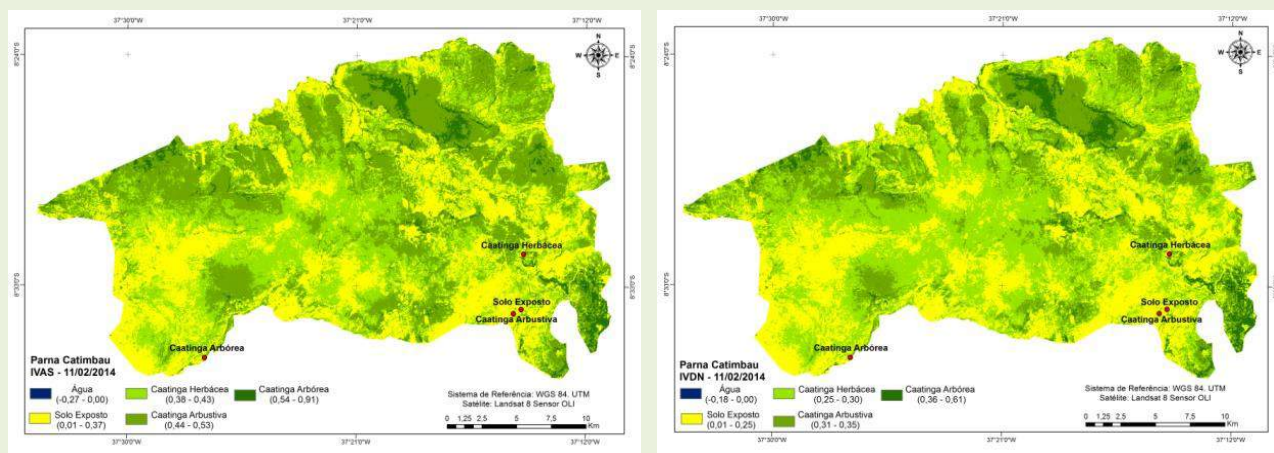 37°30'0"W 37°21'0"W 37°12'0"W
8°24'0"S
8°33'0"S
N
W E
S
Caatinga Herbácea
Solo Exposto
Caatinga Arbustiva
Caatinga Arbórea
Parna Catimbau
IVAS - 11/02/2014
Água
(-0,27 - 0,00)
Caatinga Herbácea
(0,38 - 0,43)
Caatinga Arbórea
(0,54 - 0,91)
Solo Exposto
(0,01 - 0,37)
Caatinga Arbustiva
(0,44 - 0,53)
Sistema de Referência: WGS 84. UTM
Satélite: Landsat 8 Sensor OLI
0 1,25 2,5 5 7,5 10
Km
37°30'0"W 37°21'0"W 37°12'0"W
37°30'0"W 37°21'0"W 37°12'0"W
8°24'0"S
8°33'0"S
N
W E
S
Caatinga Herbácea
Solo Exposto
Caatinga Arbustiva
Caatinga Arbórea
Parna Catimbau
IVDN - 11/02/2014
Água
(-0,18 - 0,00)
Caatinga Herbácea
(0,25 - 0,30)
Caatinga Arbórea
(0,36 - 0,61)
Solo Exposto
(0,01 - 0,25)
Caatinga Arbustiva
(0,31 - 0,35)
Sistema de Referência: WGS 84. UTM
Satélite: Landsat 8 Sensor OLI
0 1,25 2,5 5 7,5 10
Km
37°30'0"W 37°21'0"W 37°12'0"W